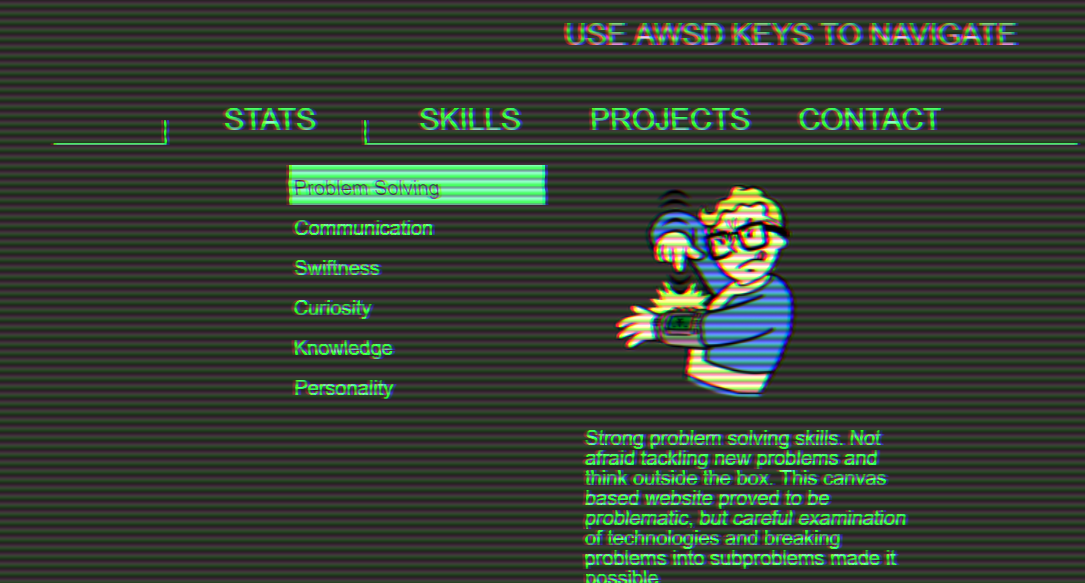 USE AWSD KEYS TO NAVIGATE
STATS SKILLS PROJECTS CONTACT
Problem Solving
Communication
Swiftness
Curiosity
Knowledge
Personality
Strong problem solving skills. Not
afraid tackling new problems and
think outside the box. This canvas
based website proved to be
problematic, but careful examination
of technologies and breaking
problems into subproblems made it
possible